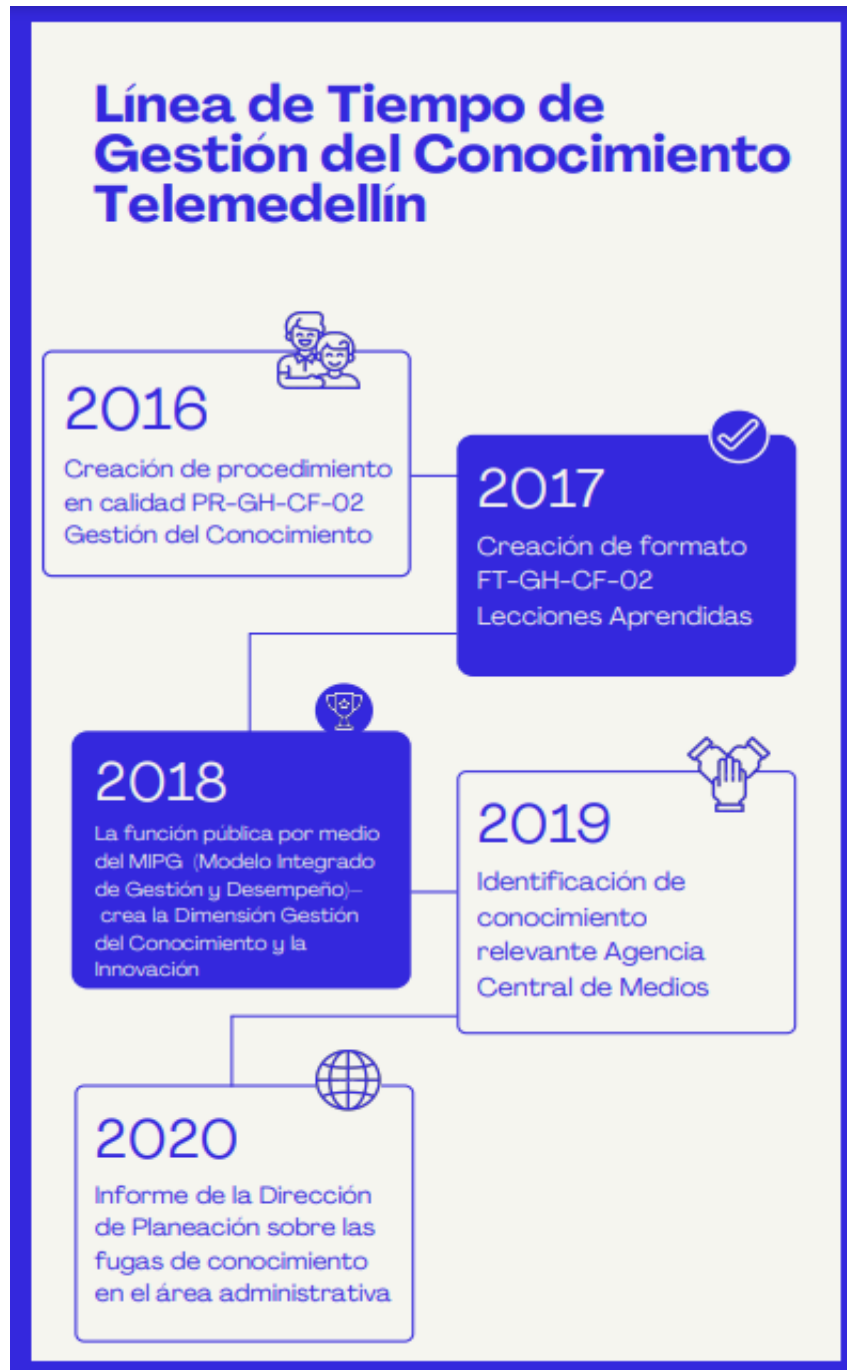 Línea de Tiempo de
Gestión del Conocimiento
Telemedellín
2016
Creación de procedimiento
en calidad PR-GH-CF-02
Gestión del Conocimiento
2017
Creación de formato
FT-GH-CF-02
Lecciones Aprendidas
2018
La función pública por medio
del MIPG (Modelo Integrado
de Gestión y Desempeño)–
crea la Dimensión Gestión
del Conocimiento y la
Innovación
2019
Identificación de
conocimiento
relevante Agencia
Central de Medios
2020
Informe de la Dirección
de Planeación sobre las
fugas de conocimiento
en el área administrativa